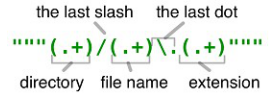 the last slash the last dot
"""(.+)/(.+)\.(.+)"""
directory file name extension